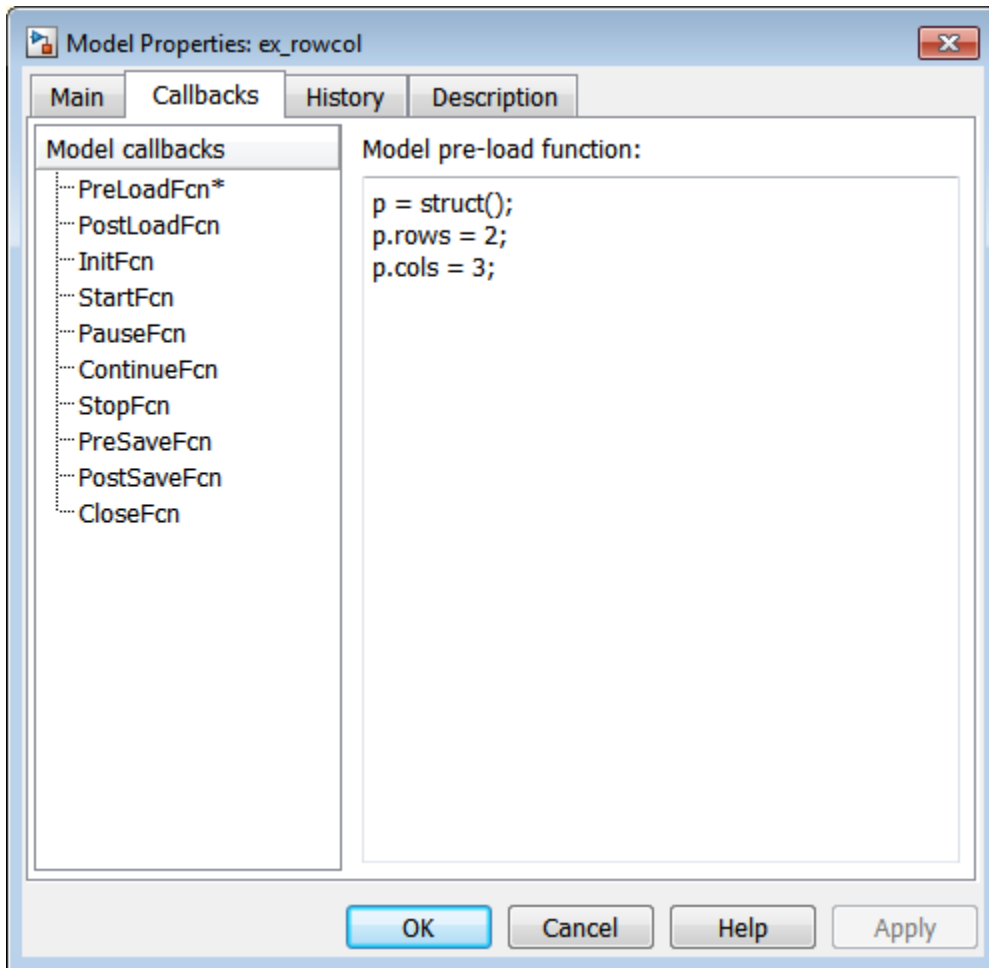 Model Properties: ex_rowcol
Main Callbacks History Description
Model callbacks
PreLoadFcn*
PostLoadFcn
InitFcn
StartFcn
PauseFcn
ContinueFcn
StopFcn
PreSaveFcn
PostSaveFcn
CloseFcn
Model pre-load function:
p = struct();
p.rows = 2;
p.cols = 3;
OK Cancel Help Apply